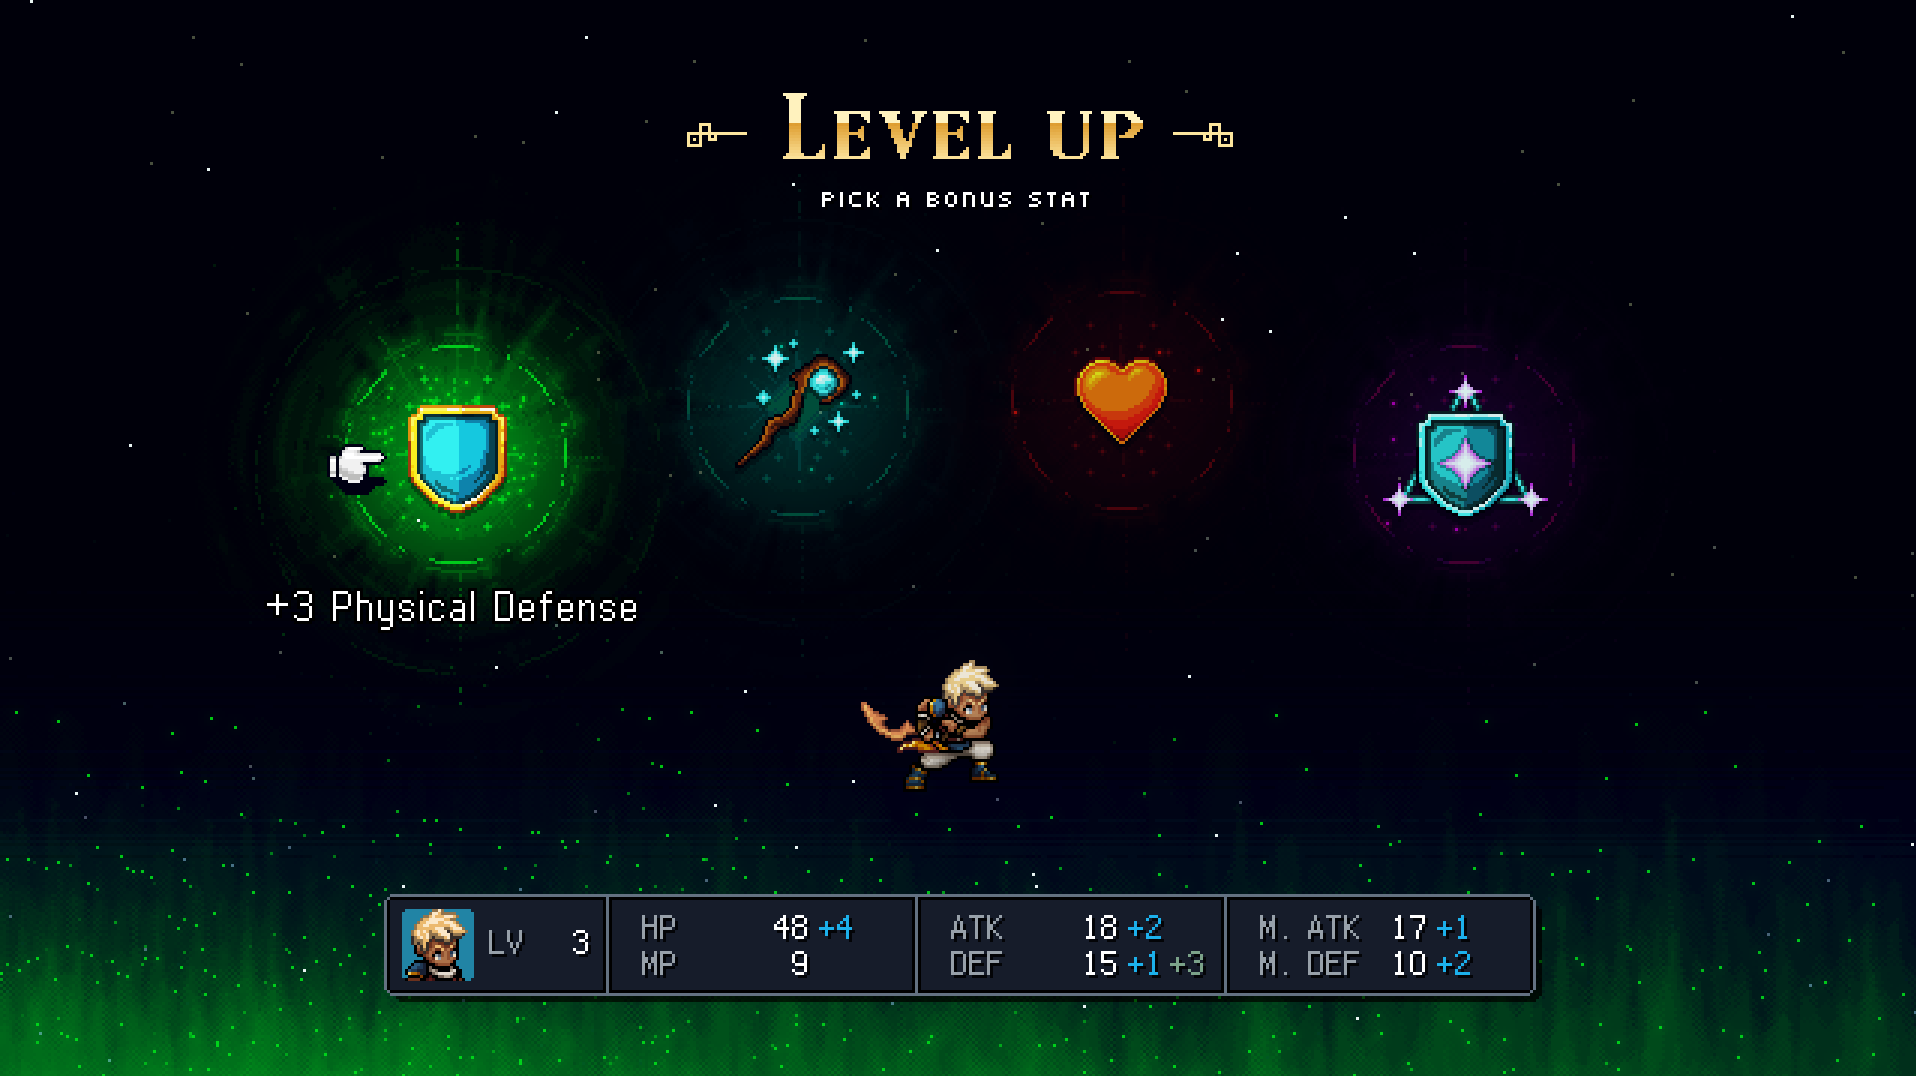 LEVEL UP
PICK A BONUS STAT
+3 Physical Defense
LV 3
HP 48 +4
MP 9
ATK 18 +2
DEF 15 +1 +3
M. ATK 17 +1
M. DEF 10 +2